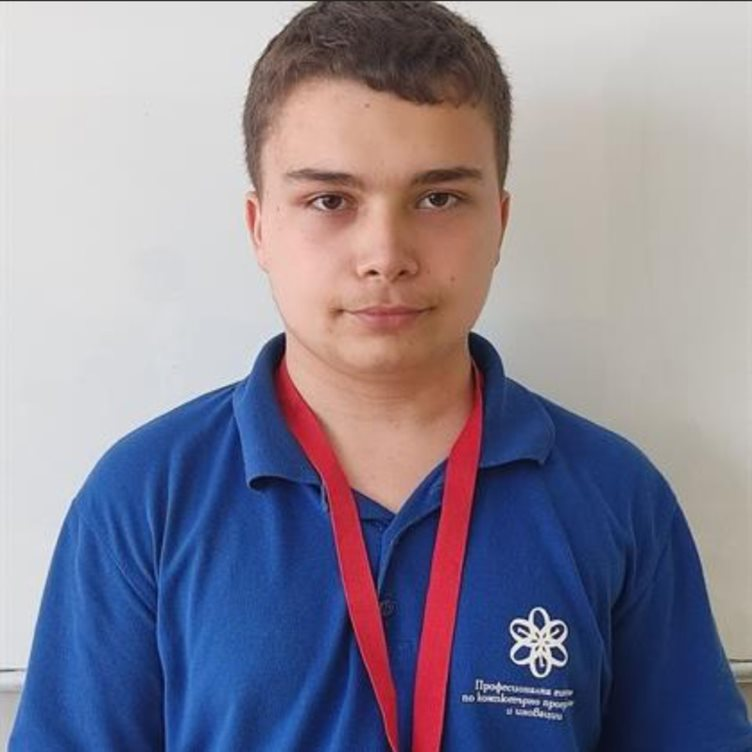 Професионална
по компютърно
и иновации